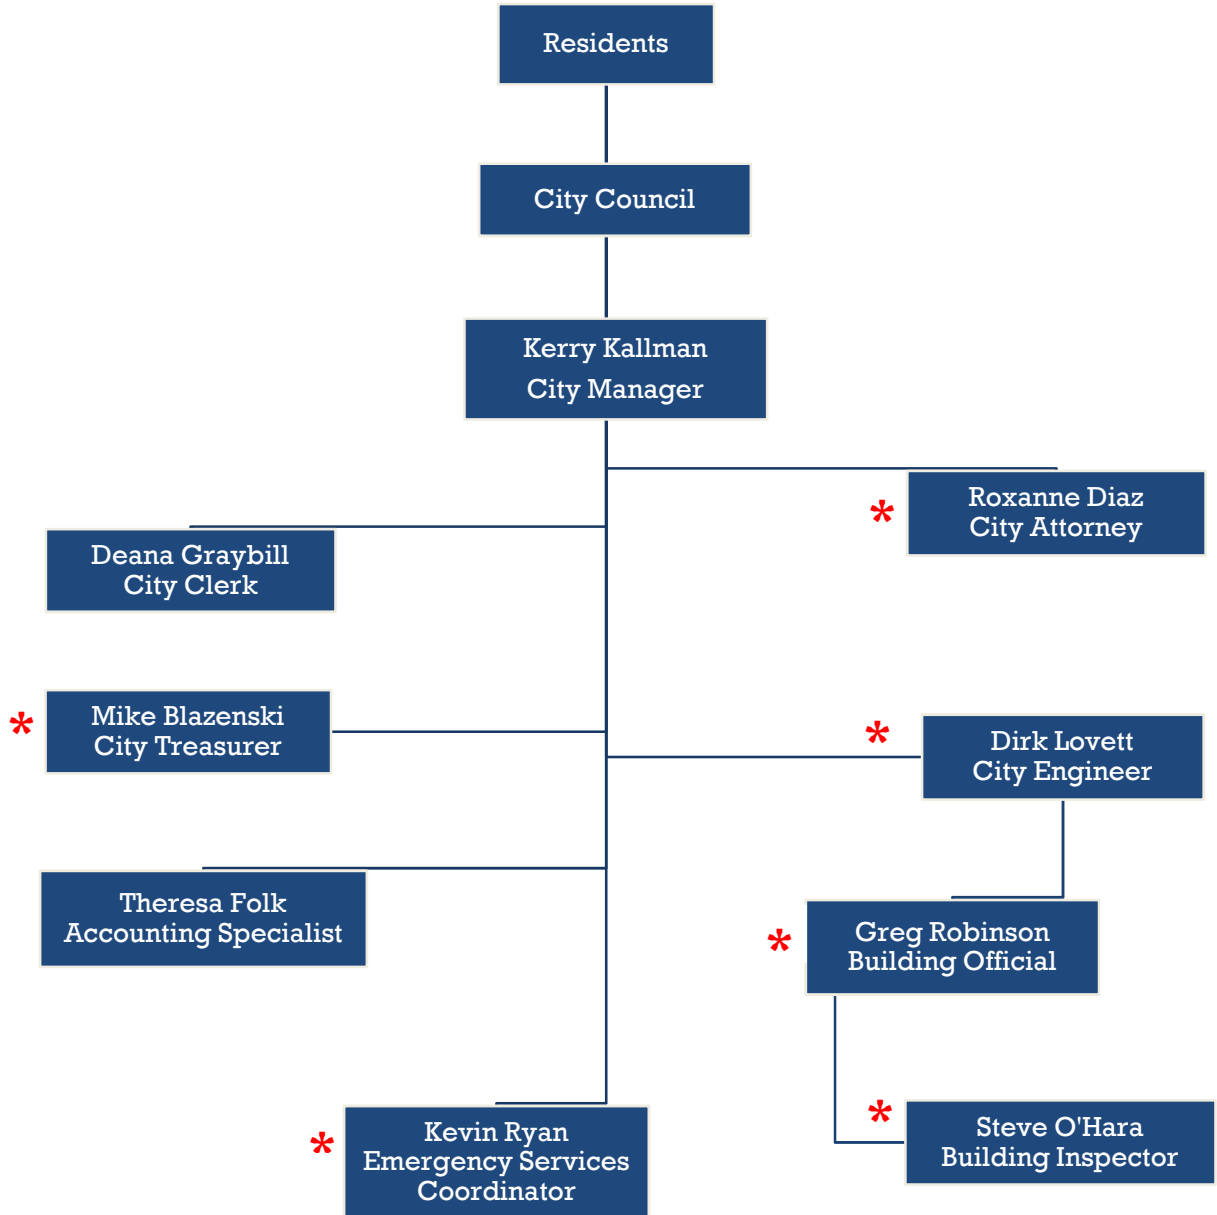 Residents
City Council
Kerry Kallman
City Manager
* Roxanne Diaz
City Attorney
Deana Graybill
City Clerk
* Mike Blazenski
City Treasurer
* Dirk Lovett
City Engineer
Theresa Folk
Accounting Specialist
* Greg Robinson
Building Official
* Kevin Ryan
Emergency Services
Coordinator
* Steve O'Hara
Building Inspector